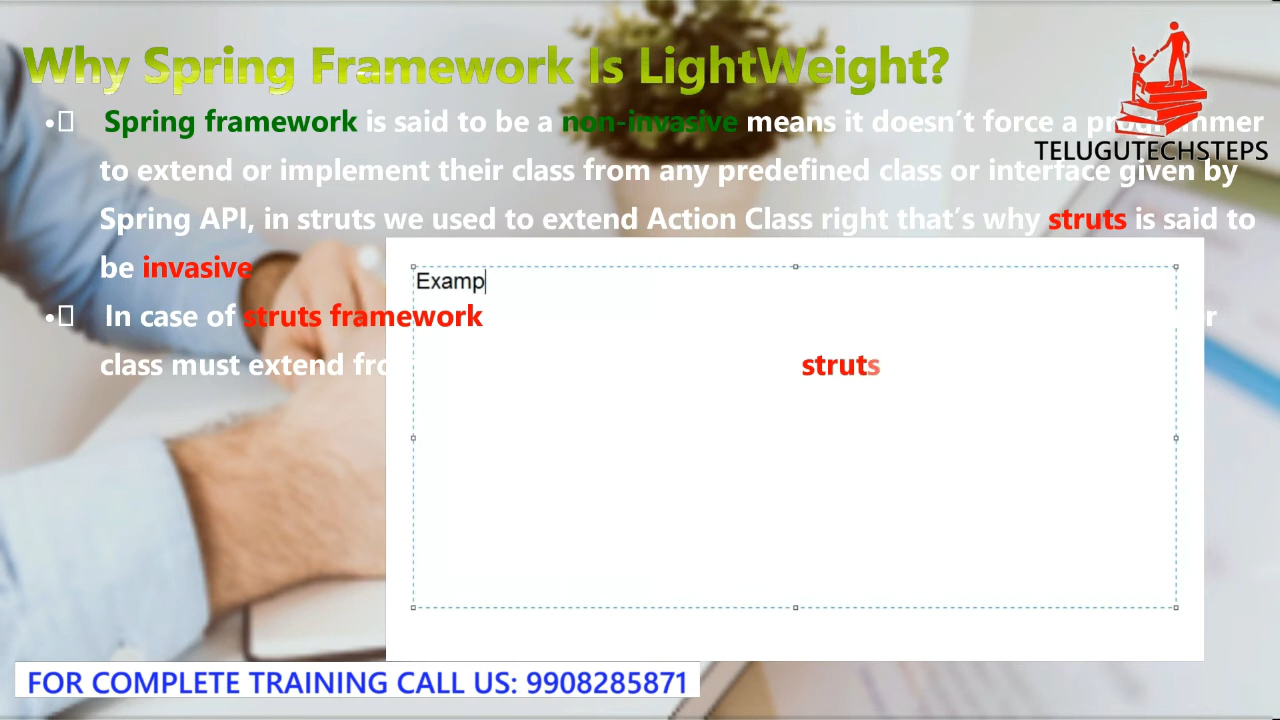 Why Spring Framework Is LightWeight?
TELUGUTECHSTEPS
• Spring framework is said to be a non-invasive means it doesn’t force a programmer
to extend or implement their class from any predefined class or interface given by
Spring API, in struts we used to extend Action Class right that’s why struts is said to
be invasive
Examp
• In case of struts framework r
class must extend struts
FOR COMPLETE TRAINING CALL US: 9908285871